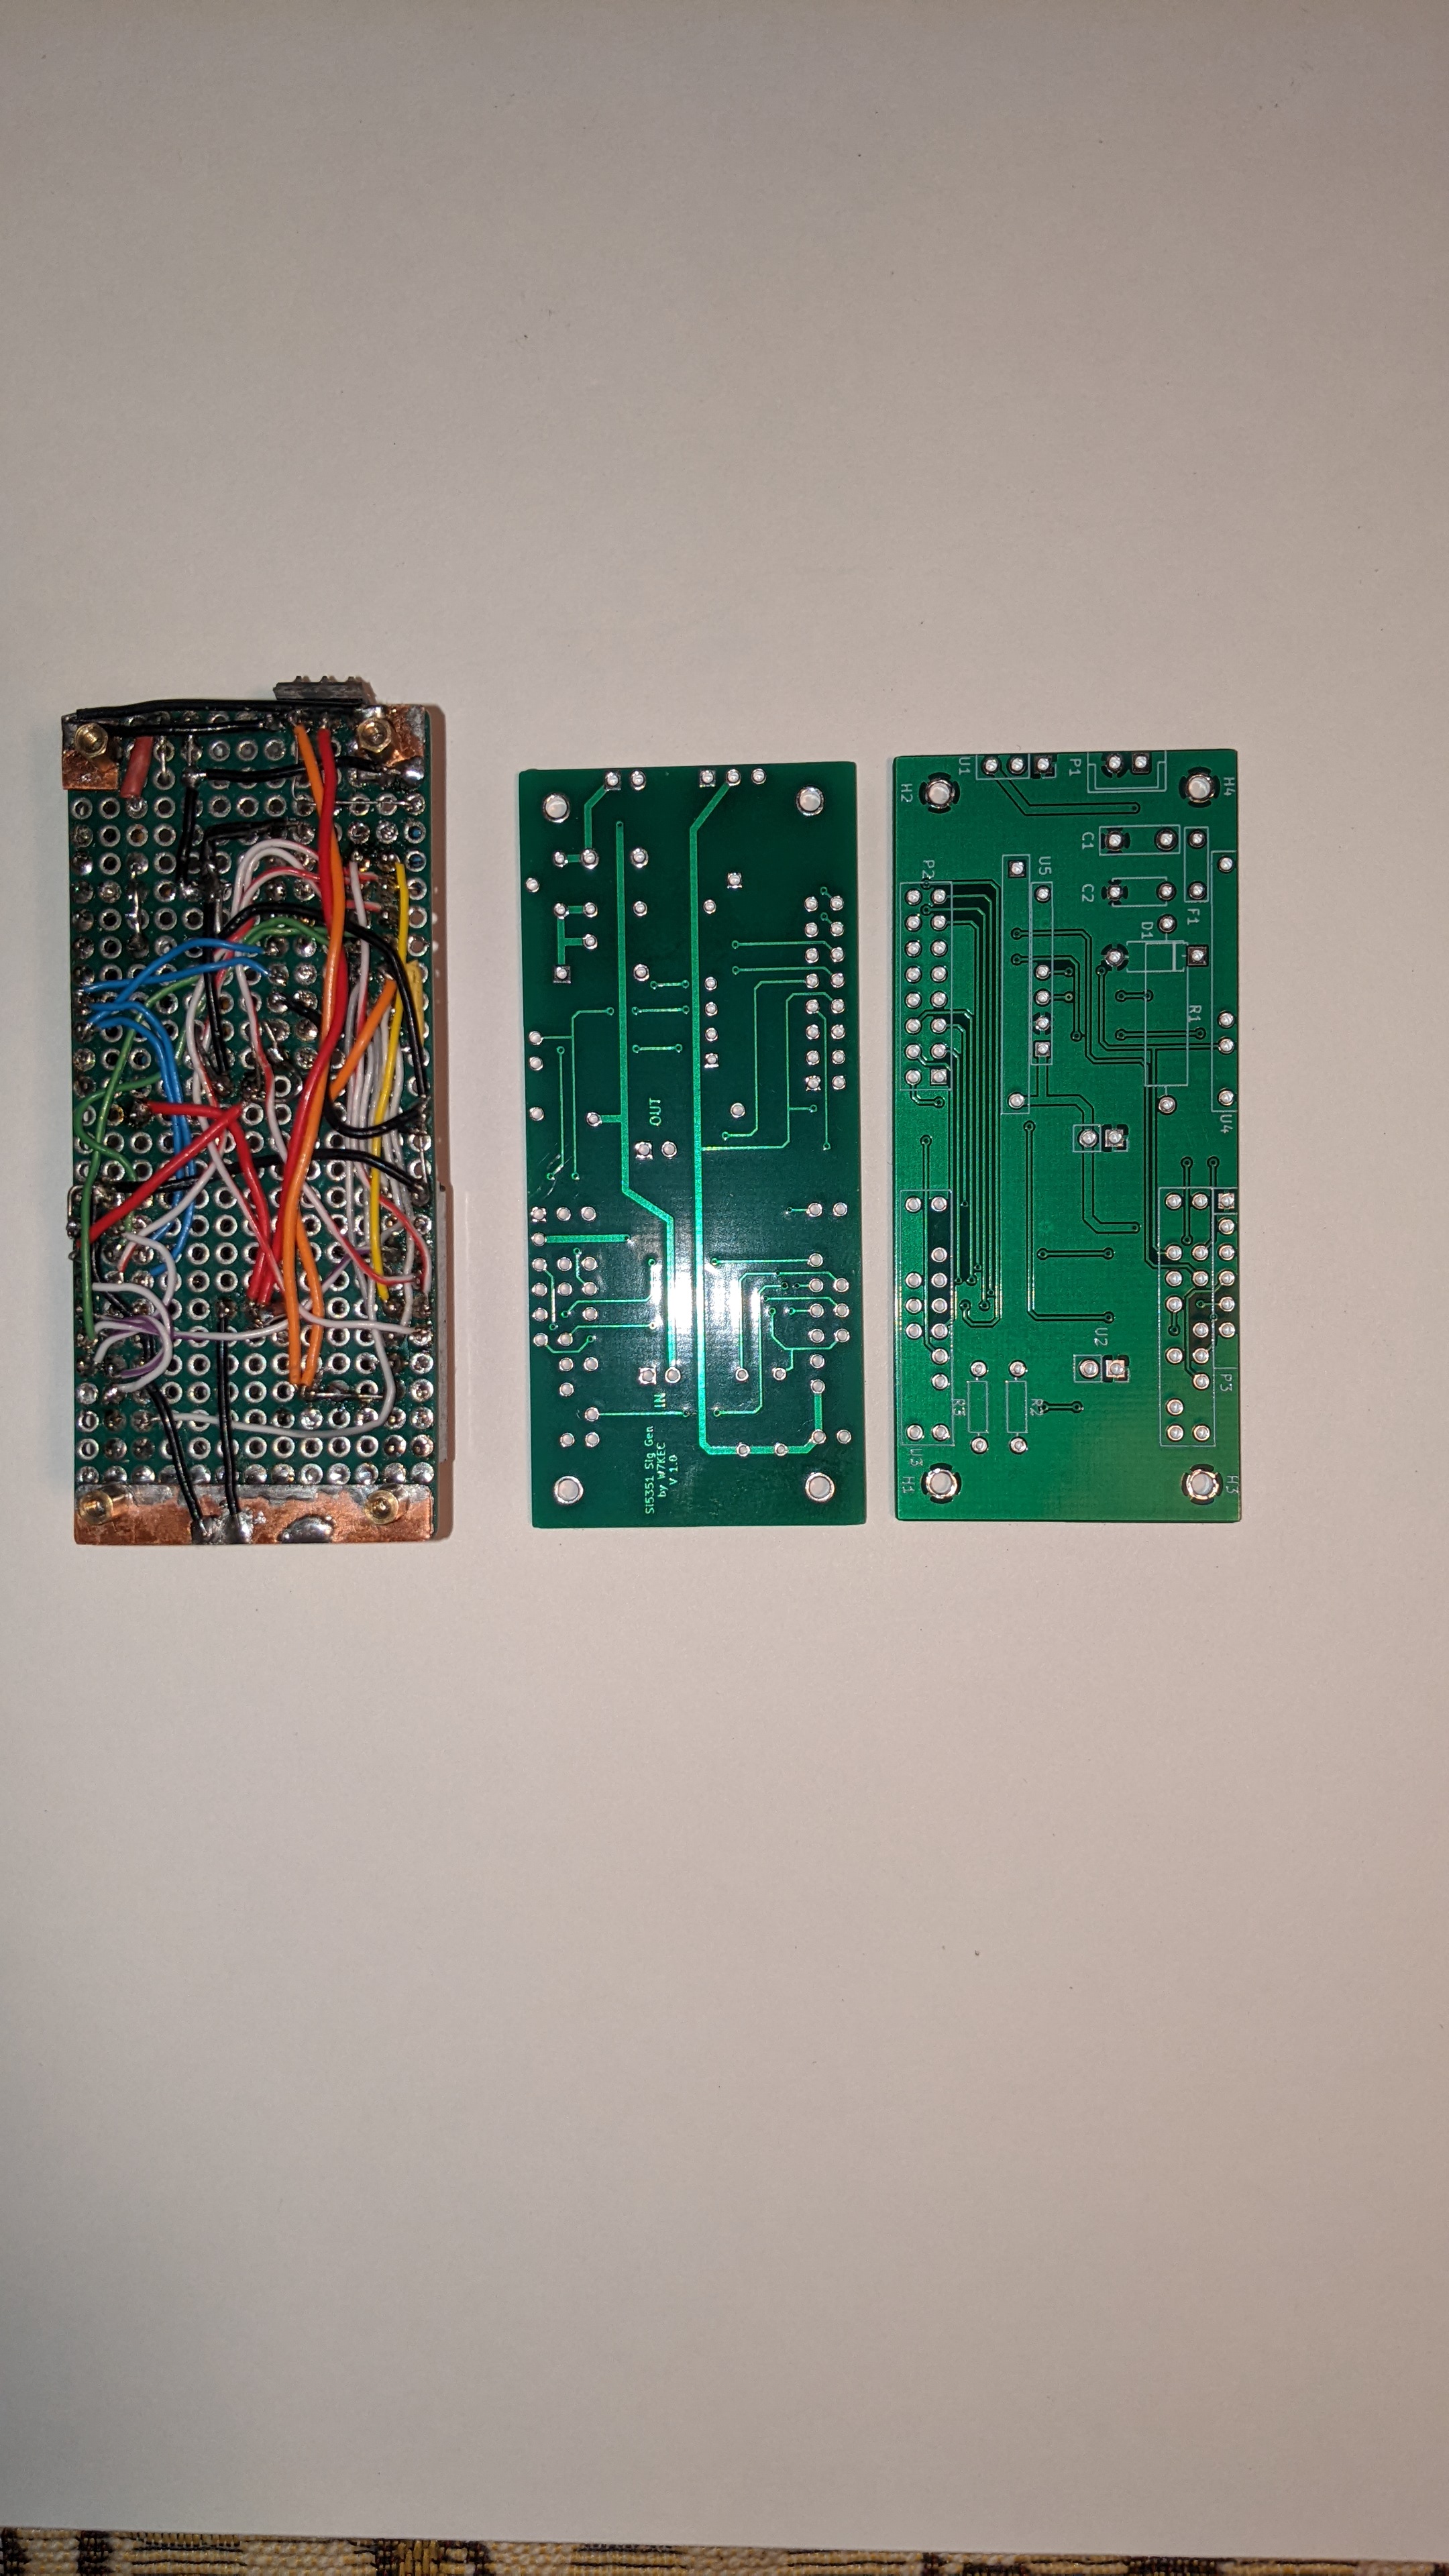 Si5351 Sig Gen
by W7KEC
V 1.0
IN
OUT
H1
U3
P2
H2
R3
U1
R2
U5
P1
U2
C2
C1
D1
R1
F1
H3
P3
U4
H4